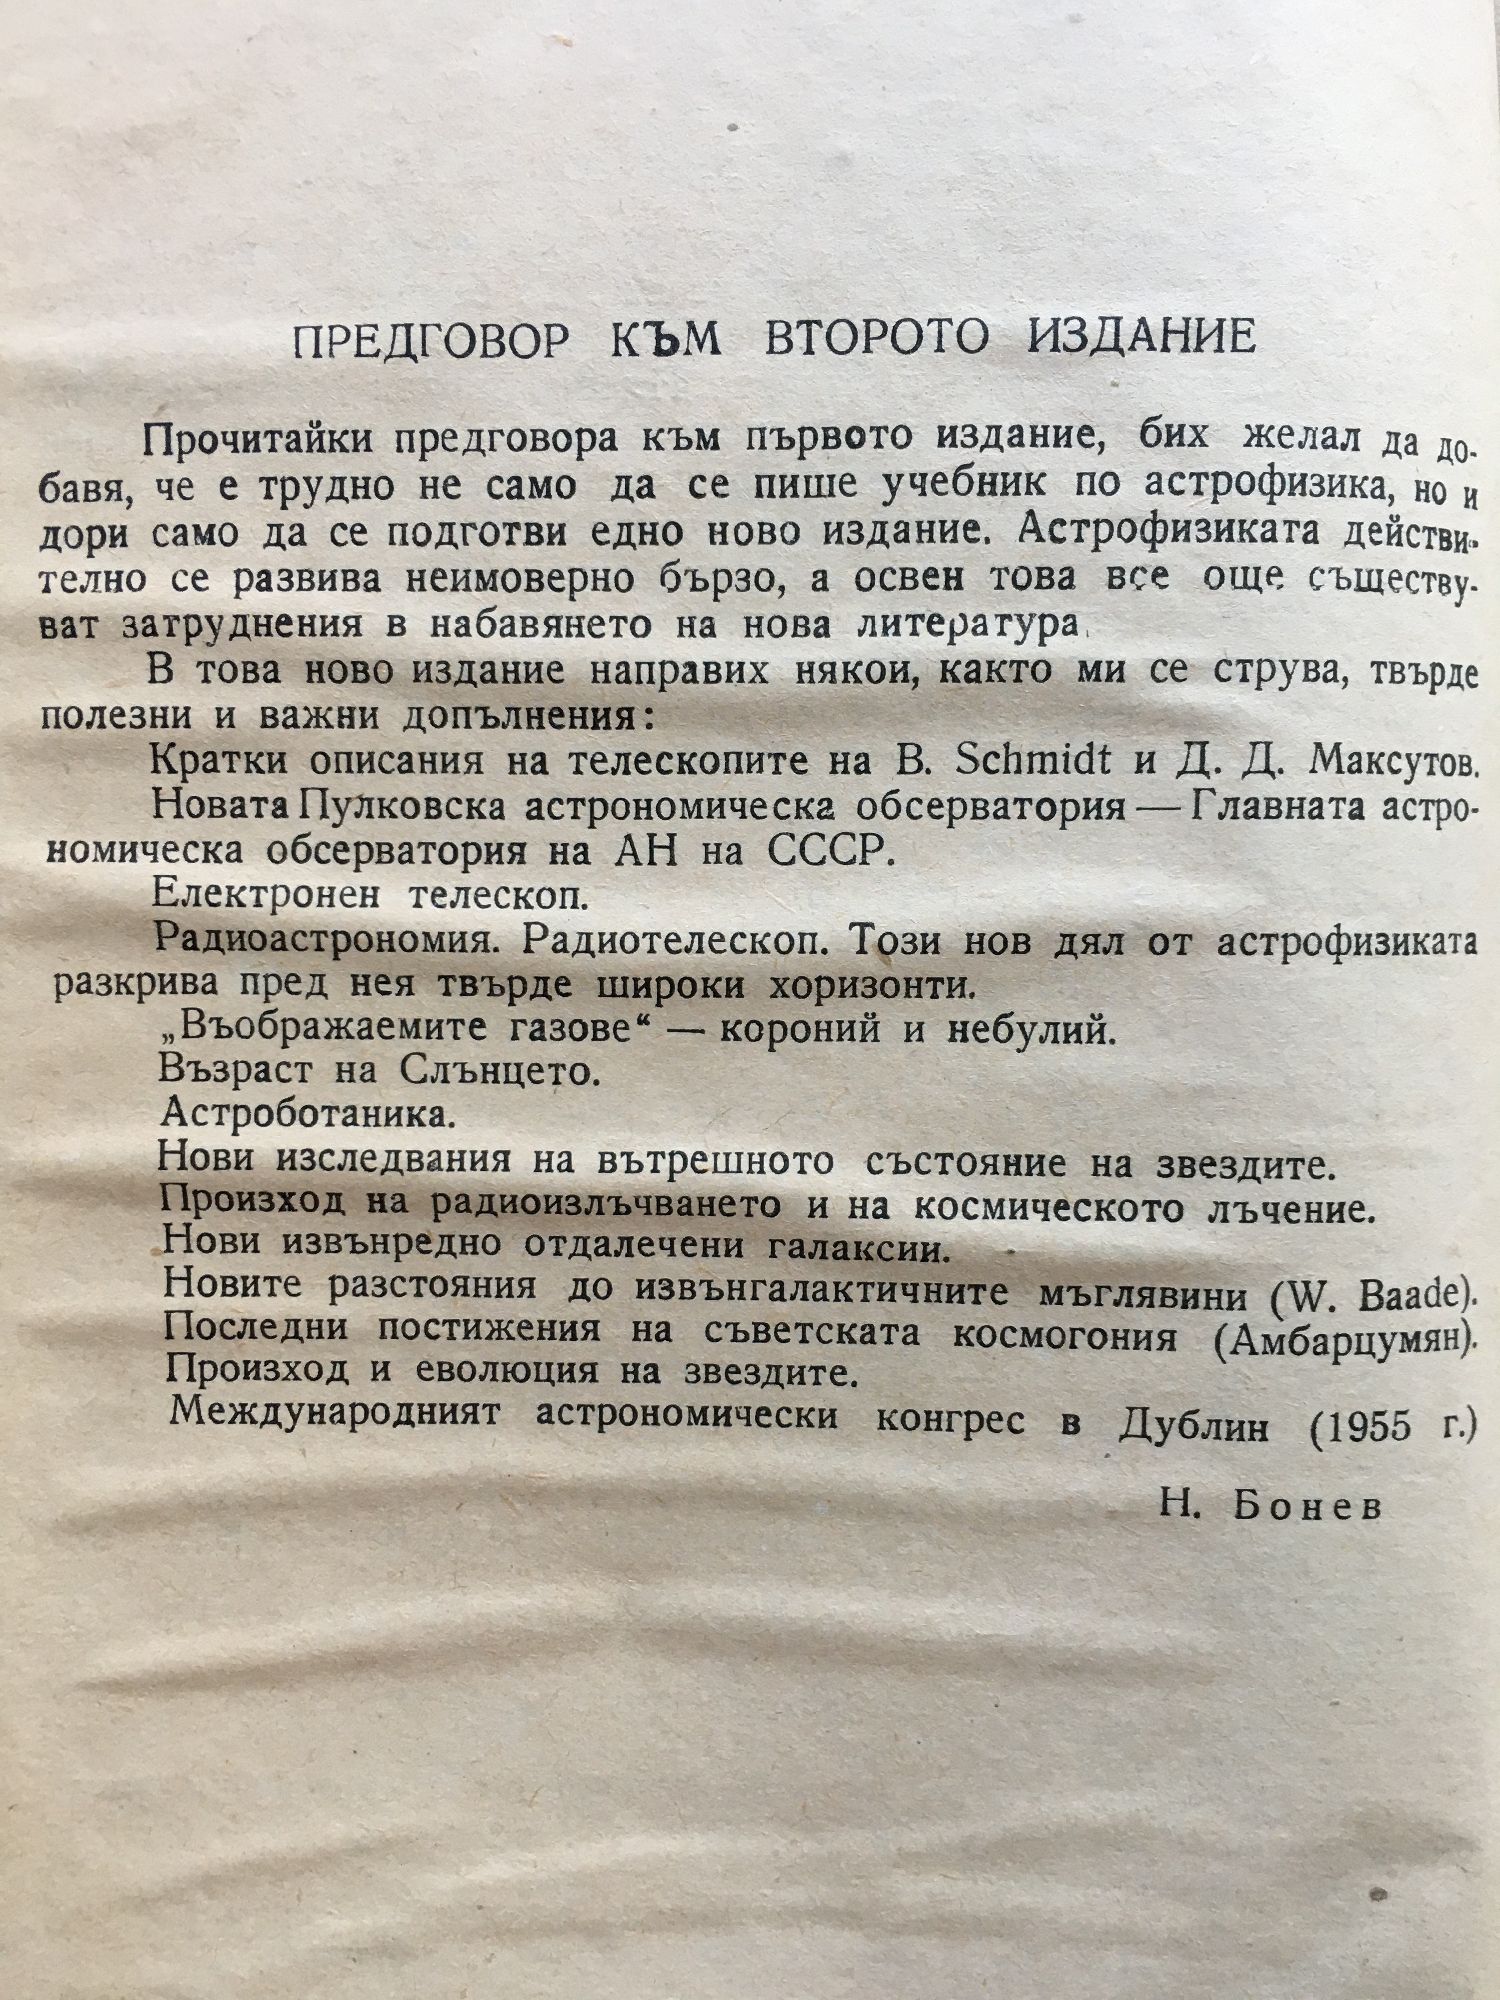 ПРЕДГОВОР КЪМ ВТОРОТО ИЗДАНИЕ
Прочитайки предговора към първото издание, бих желал да до-
бавя, че е трудно не само да се пише учебник по астрофизика, но и
дори само да се подготви едно ново издание. Астрофизиката действи-
телно се развива неимоверно бързо, а освен това все още съществу-
ват затруднения в набавянето на нова литература.
В това ново издание направих някои, както ми се струва, твърде
полезни и важни допълнения:
Кратки описания на телескопите на B. Schmidt и Д. Д. Максутов.
Новата Пулковска астрономическа обсерватория — Главната астро-
номическа обсерватория на АН на СССР.
Електронен телескоп.
Радиоастрономия. Радиотелескоп. Този нов дял от астрофизиката
разкрива пред нея твърде широки хоризонти.
„Въображаемите газове“ — короний и небулий.
Възраст на Слънцето.
Астроботаника.
Нови изследвания на вътрешното състояние на звездите.
Произход на радиоизлъчването и на космическото лъчение.
Нови извънредно отдалечени галаксии.
Новите разстояния до извънгалактичните мъглявини (W. Baade).
Последни постижения на съветската космогония (Амбарцумян).
Произход и еволюция на звездите.
Международният астрономически конгрес в Дублин (1955 г.)
Н. Бонев